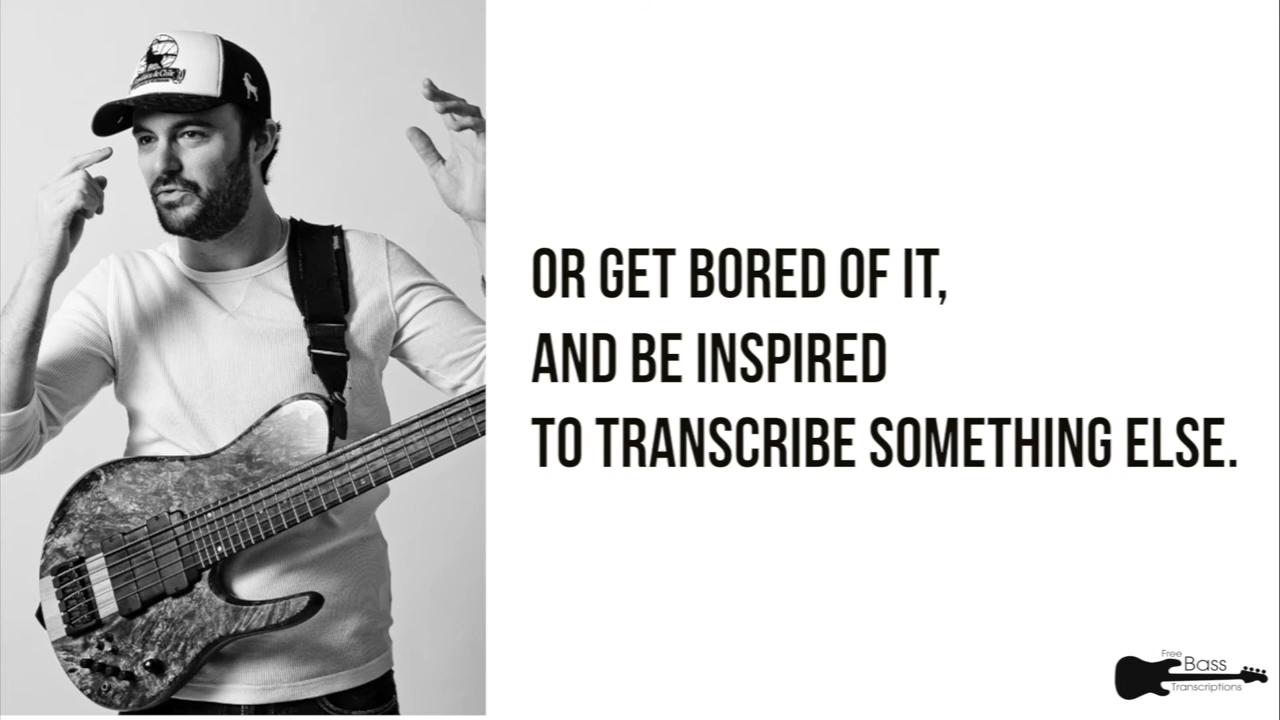 OR GET BORED OF IT,
AND BE INSPIRED
TO TRANSCRIBE SOMETHING ELSE.
Free
Bass
Transcriptions